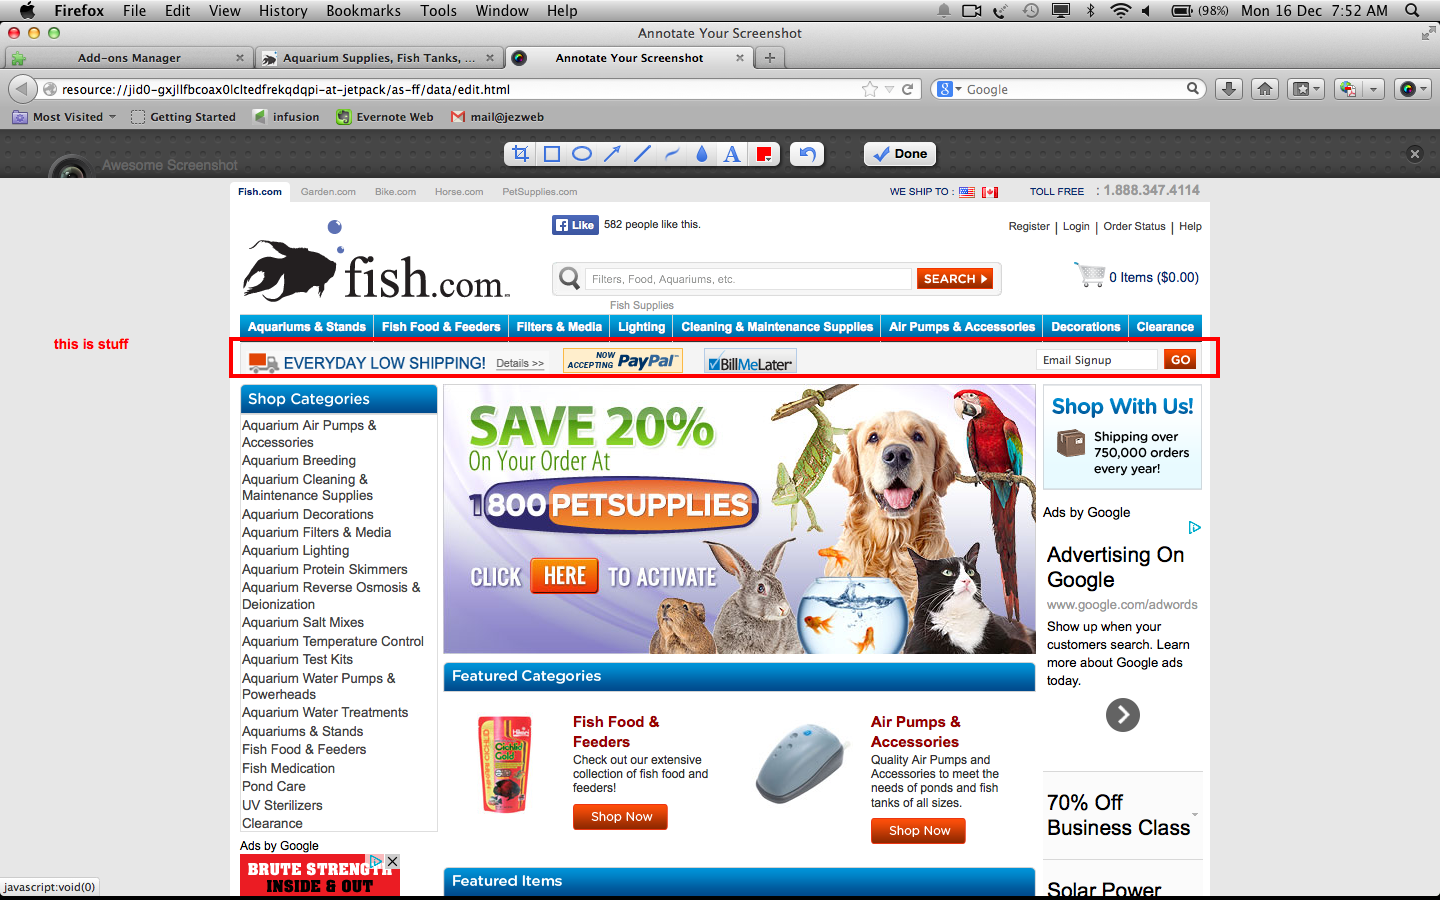 Firefox File Edit View History Bookmarks Tools Window Help (98%) Mon 16 Dec 7:52 AM
Annotate Your Screenshot
Add-ons Manager Aquarium Supplies, Fish Tanks, ... Annotate Your Screenshot
resource://jid0-gxjllfbcoax0lcltedfrekqdqpi-at-jetpack/as-ff/data/edit.html Google
Most Visited Getting Started infusion Evernote Web mail@jezweb
Awesome Screenshot A Done
Fish.com Garden.com Bike.com Horse.com PetSupplies.com WE SHIP TO : TOLL FREE : 1.888.347.4114
Like 582 people like this. Register | Login | Order Status | Help
fish.com Filters, Food, Aquariums, etc. SEARCH 0 Items ($0.00)
Fish Supplies
Aquariums & Stands Fish Food & Feeders Filters & Media Lighting Cleaning & Maintenance Supplies Air Pumps & Accessories Decorations Clearance
this is stuff
EVERYDAY LOW SHIPPING! Details >> NOW ACCEPTING PayPal BillMeLater Email Signup GO
Shop Categories
Aquarium Air Pumps &
Accessories
Aquarium Breeding
Aquarium Cleaning &
Maintenance Supplies
Aquarium Decorations
Aquarium Filters & Media
Aquarium Lighting
Aquarium Protein Skimmers
Aquarium Reverse Osmosis &
Deionization
Aquarium Salt Mixes
Aquarium Temperature Control
Aquarium Test Kits
Aquarium Water Pumps &
Powerheads
Aquarium Water Treatments
Aquariums & Stands
Fish Food & Feeders
Fish Medication
Pond Care
UV Sterilizers
Clearance
Ads by Google
BRUTE STRENGTH
INSIDE & OUT
SAVE 20%
On Your Order At
1800PETSUPPLIES
CLICK HERE TO ACTIVATE
Featured Categories
Cichlid Gold
Fish Food &
Feeders
Check out our extensive
collection of fish food and
feeders!
Shop Now
Air Pumps &
Accessories
Quality Air Pumps and
Accessories to meet the
needs of ponds and fish
tanks of all sizes.
Shop Now
Featured Items
Shop With Us!
Shipping over
750,000 orders
every year!
Ads by Google
Advertising On
Google
www.google.com/adwords
Show up when your
customers search. Learn
more about Google ads
today.
70% Off
Business Class
Solar Power
javascript:void(0)